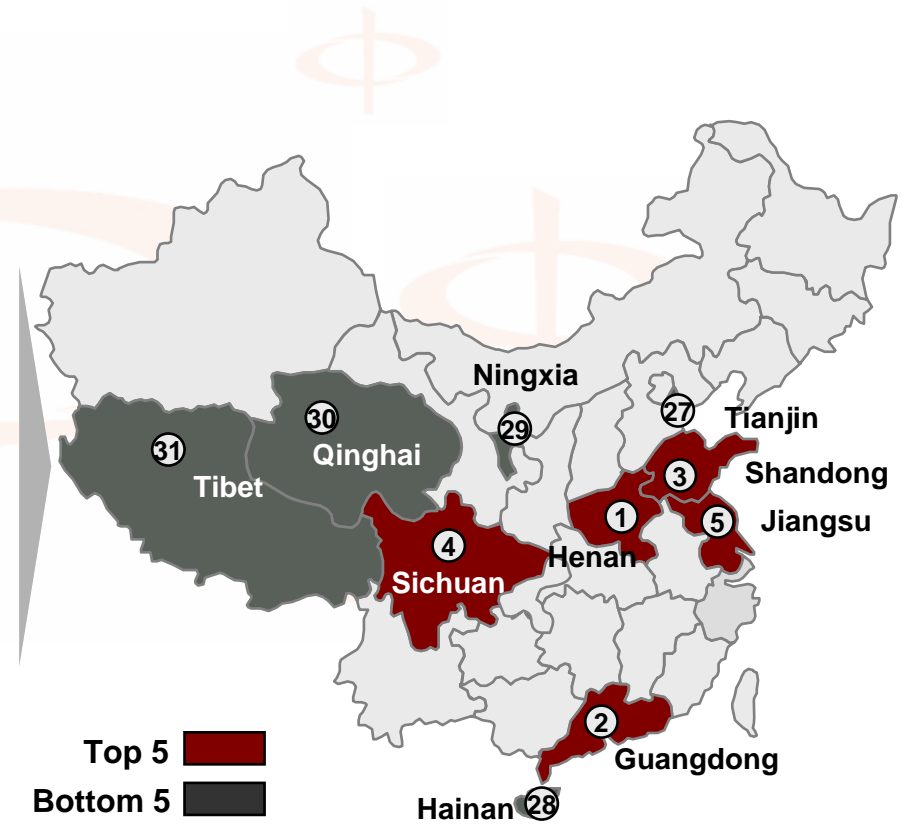 Ningxia
30
27
Tianjin
29
31
Qinghai
Shandong
3
Tibet
1
5
Jiangsu
4
Henan
Sichuan
2
Top 5
Guangdong
Bottom 5
Hainan 28